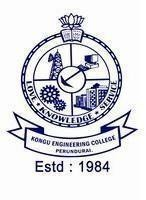 LOVE • KNOWLEDGE • SERVICE
KONGU ENGINEERING COLLEGE
PERUNDURAI.
Estd : 1984